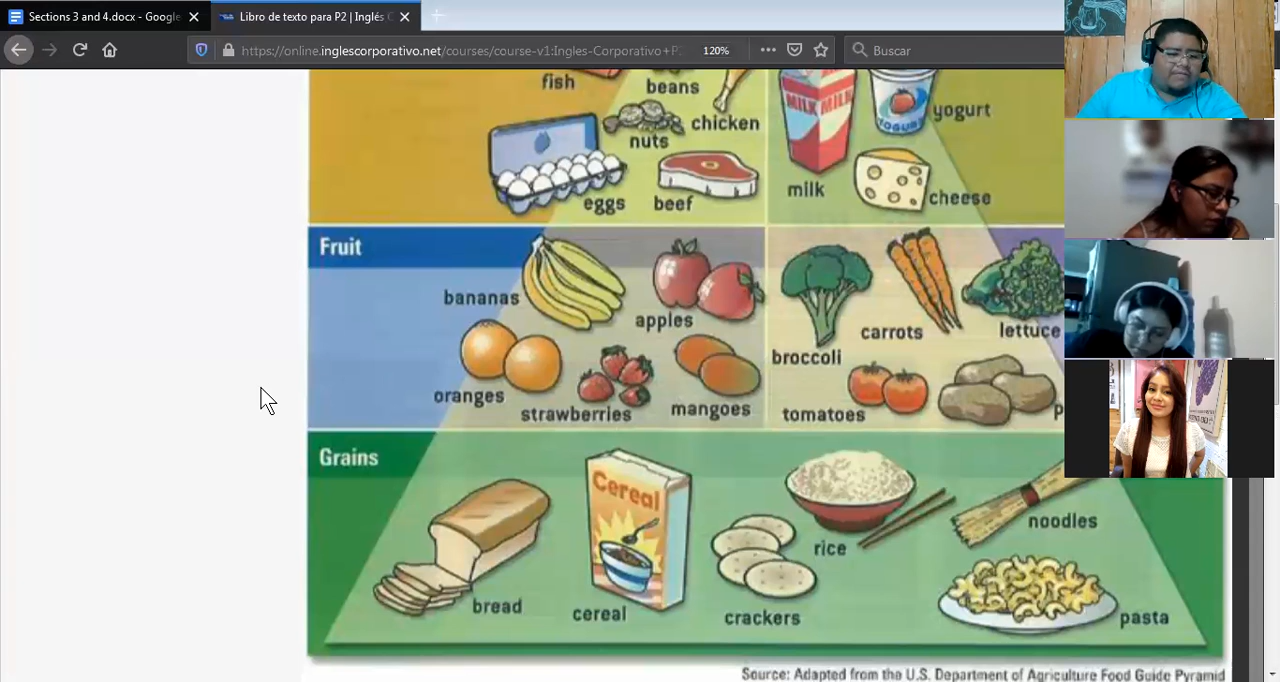 Sections 3 and 4.docx - Google
Libro de texto para P2 | Inglés C
https://online.inglescorporativo.net/courses/course-v1:Ingles-Corporativo+P
120%
Buscar
fish
beans
chicken
nuts
eggs
beef
MILK MILK
milk
YOGURT
yogurt
cheese
Fruit
bananas
apples
oranges
strawberries
mangoes
broccoli
carrots
lettuce
tomatoes
p
Grains
bread
Cereal
cereal
crackers
rice
noodles
pasta
Source: Adapted from the U.S. Department of Agriculture Food Guide Pyramid